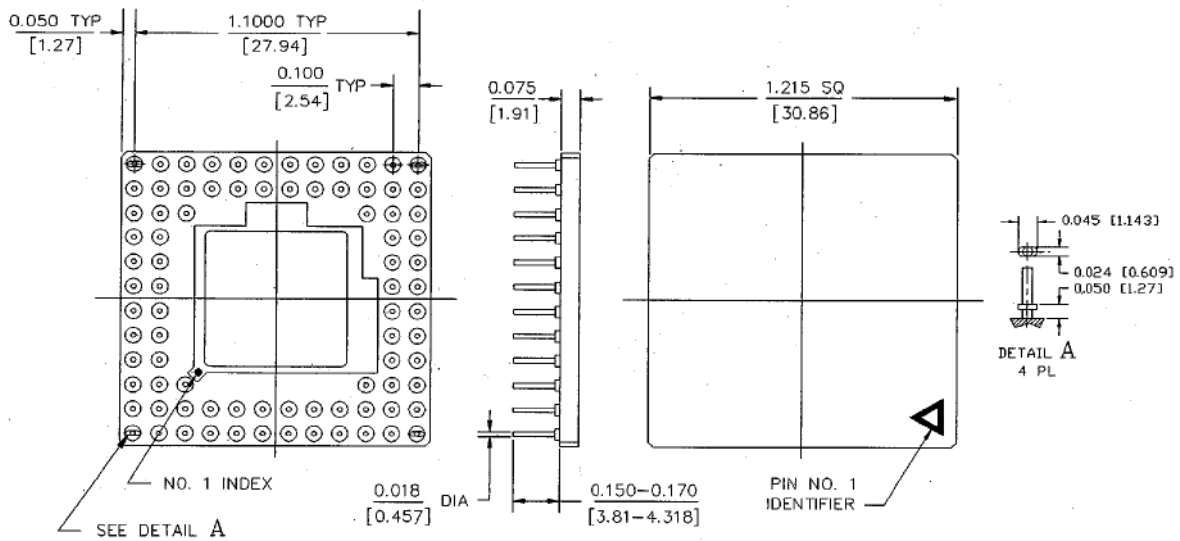 0.050 TYP
[1.27]
1.1000 TYP
[27.94]
0.100 TYP
[2.54]
0.075
[1.91]
1.215 SQ
[30.86]
0.045 [1.143]
0.024 [0.609]
0.050 [1.27]
DETAIL A
4 PL
NO. 1 INDEX
SEE DETAIL A
0.018 DIA
[0.457]
0.150-0.170
[3.81-4.318]
PIN NO. 1
IDENTIFIER